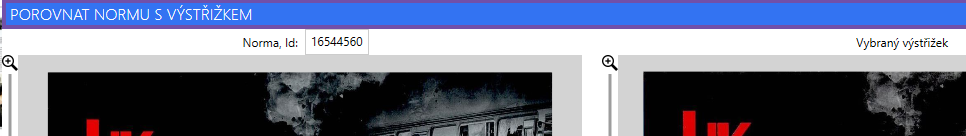 POROVNAT NORMU S VÝSTŘIŽKEM
Norma, Id: 16544560
Vybraný výstřižek